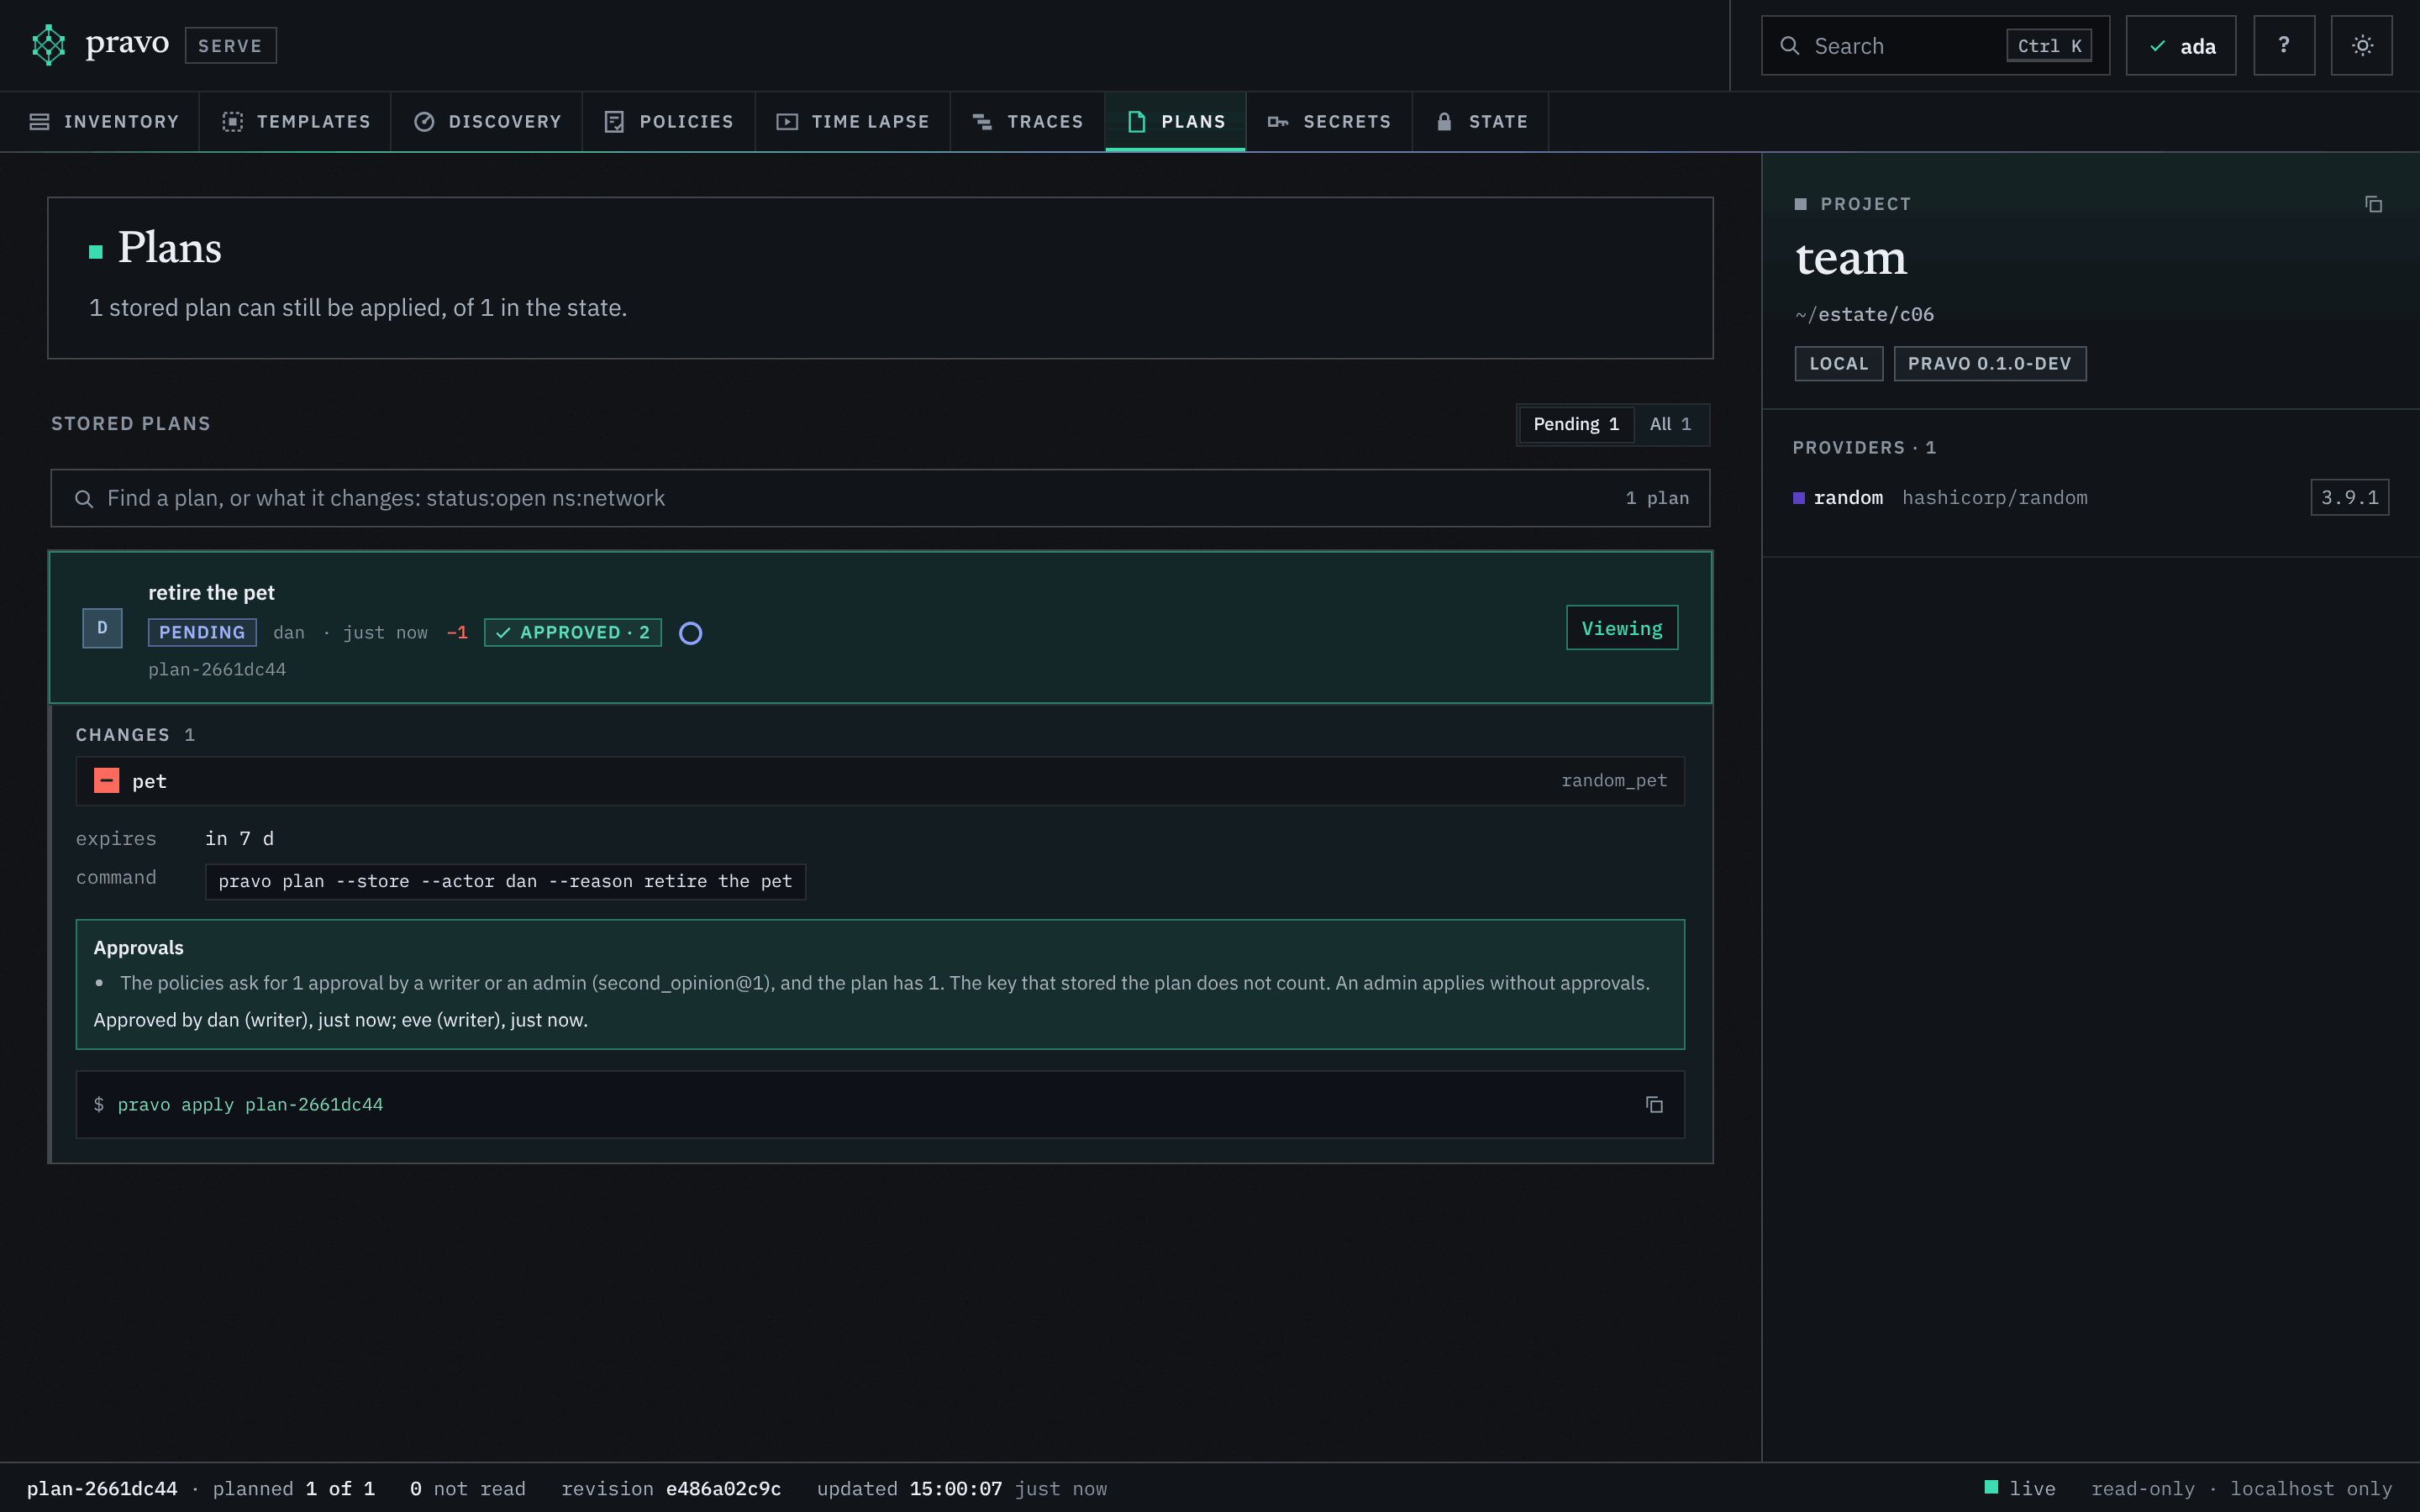 pravo SERVE
Search Ctrl K
ada
?
INVENTORY TEMPLATES DISCOVERY POLICIES TIME LAPSE TRACES PLANS SECRETS STATE
Plans
1 stored plan can still be applied, of 1 in the state.
STORED PLANS
Pending 1 All 1
Find a plan, or what it changes: status:open ns:network
1 plan
D
retire the pet
PENDING dan · just now −1 APPROVED · 2
plan-2661dc44
Viewing
CHANGES 1
pet random_pet
expires in 7 d
command pravo plan --store --actor dan --reason retire the pet
Approvals
• The policies ask for 1 approval by a writer or an admin (second_opinion@1), and the plan has 1. The key that stored the plan does not count. An admin applies without approvals.
Approved by dan (writer), just now; eve (writer), just now.
$ pravo apply plan-2661dc44
PROJECT
team
~/estate/c06
LOCAL PRAVO 0.1.0-DEV
PROVIDERS · 1
random hashicorp/random 3.9.1
plan-2661dc44 · planned 1 of 1 0 not read revision e486a02c9c updated 15:00:07 just now
live read-only · localhost only